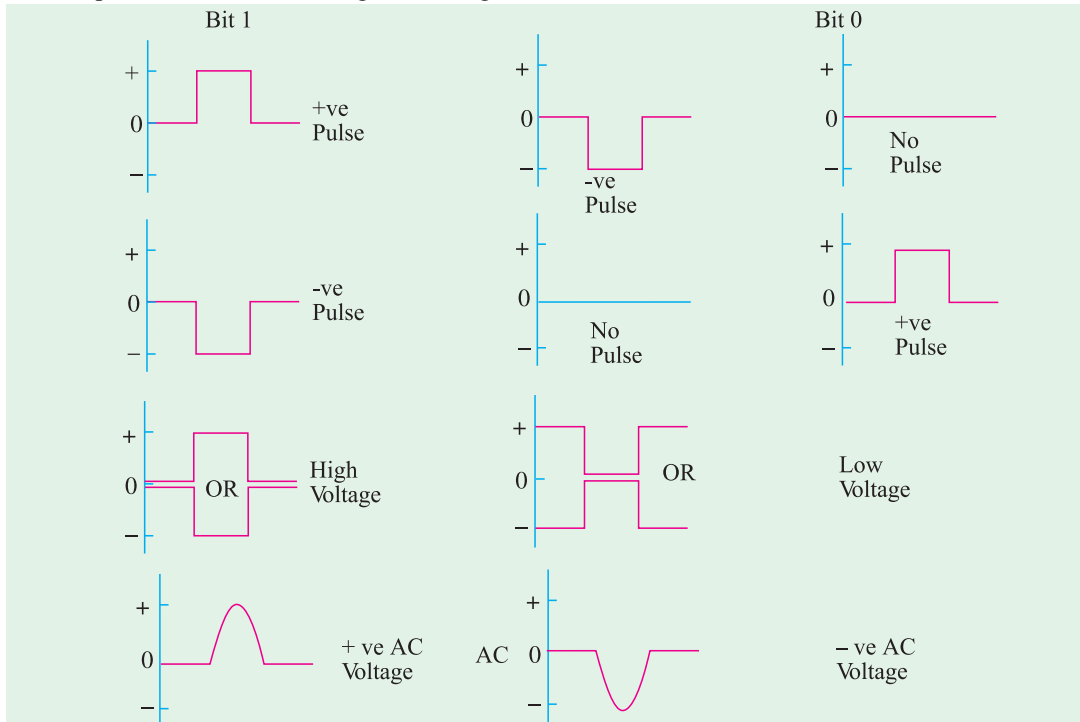 Bit 1
Bit 0
+
0
−
+ve
Pulse
+
0
−
-ve
Pulse
+
0
−
No
Pulse
+
0
−
-ve
Pulse
+
0
−
No
Pulse
+
0
−
+ve
Pulse
+
0
−
OR
High
Voltage
+
0
−
OR
Low
Voltage
+
0
−
+ ve AC
Voltage
AC
+
0
−
− ve AC
Voltage